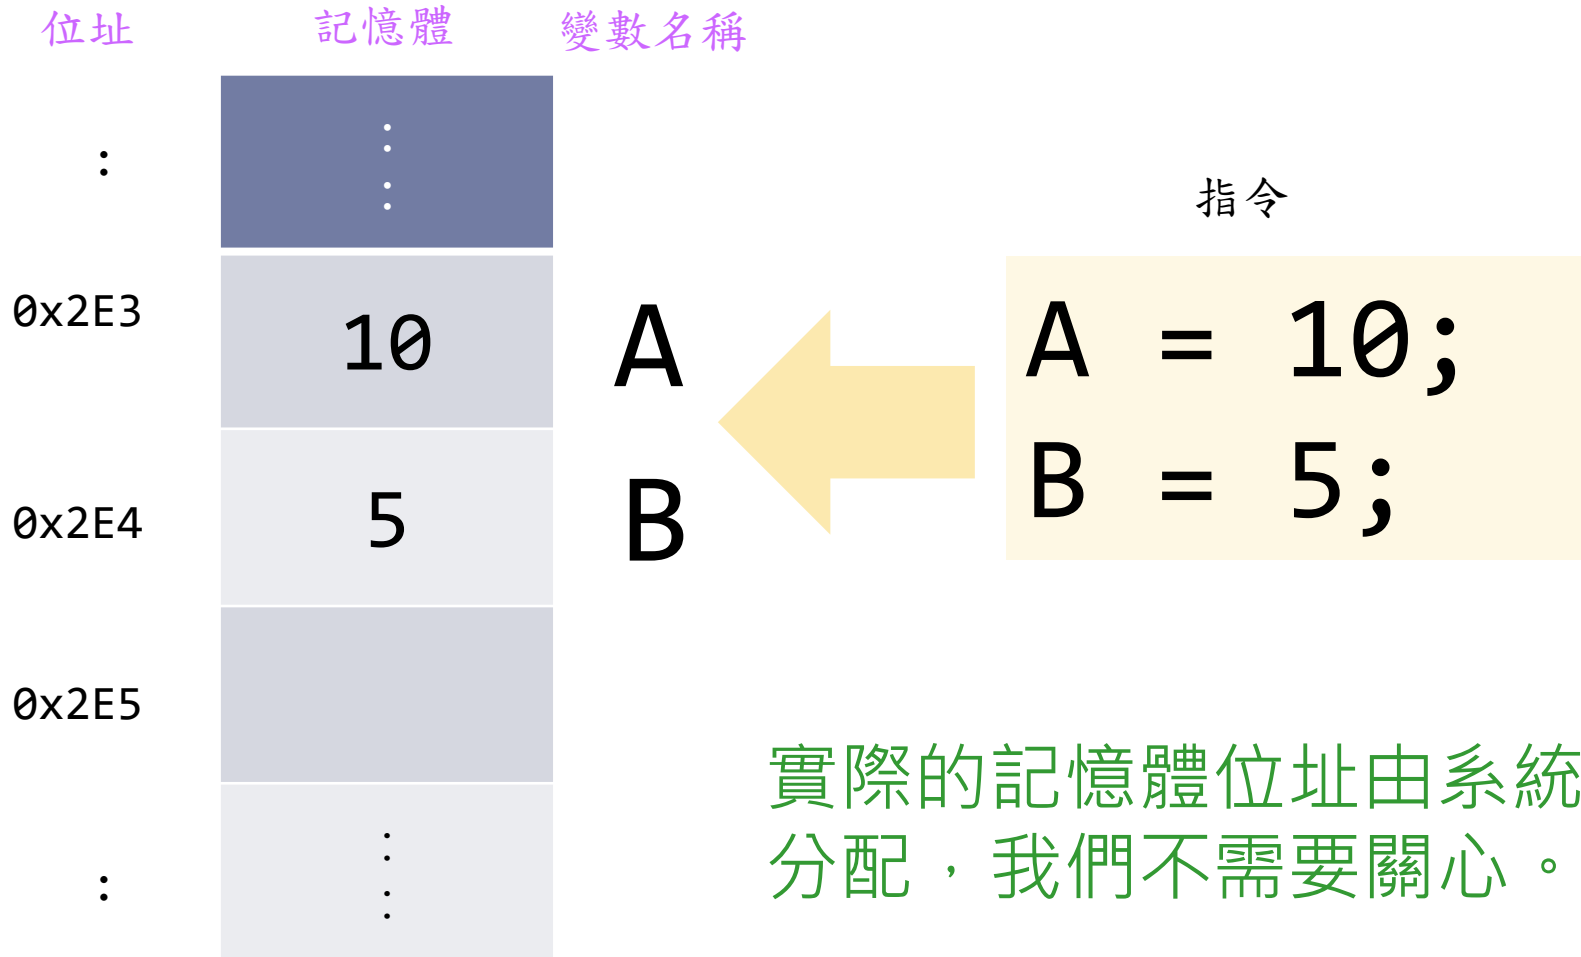 位址 記憶體 變數名稱
:
:
:
指令
0x2E3 10 A
A = 10;
0x2E4 5 B
B = 5;
0x2E5
實際的記憶體位址由系統
分配，我們不需要關心。
:
:
: